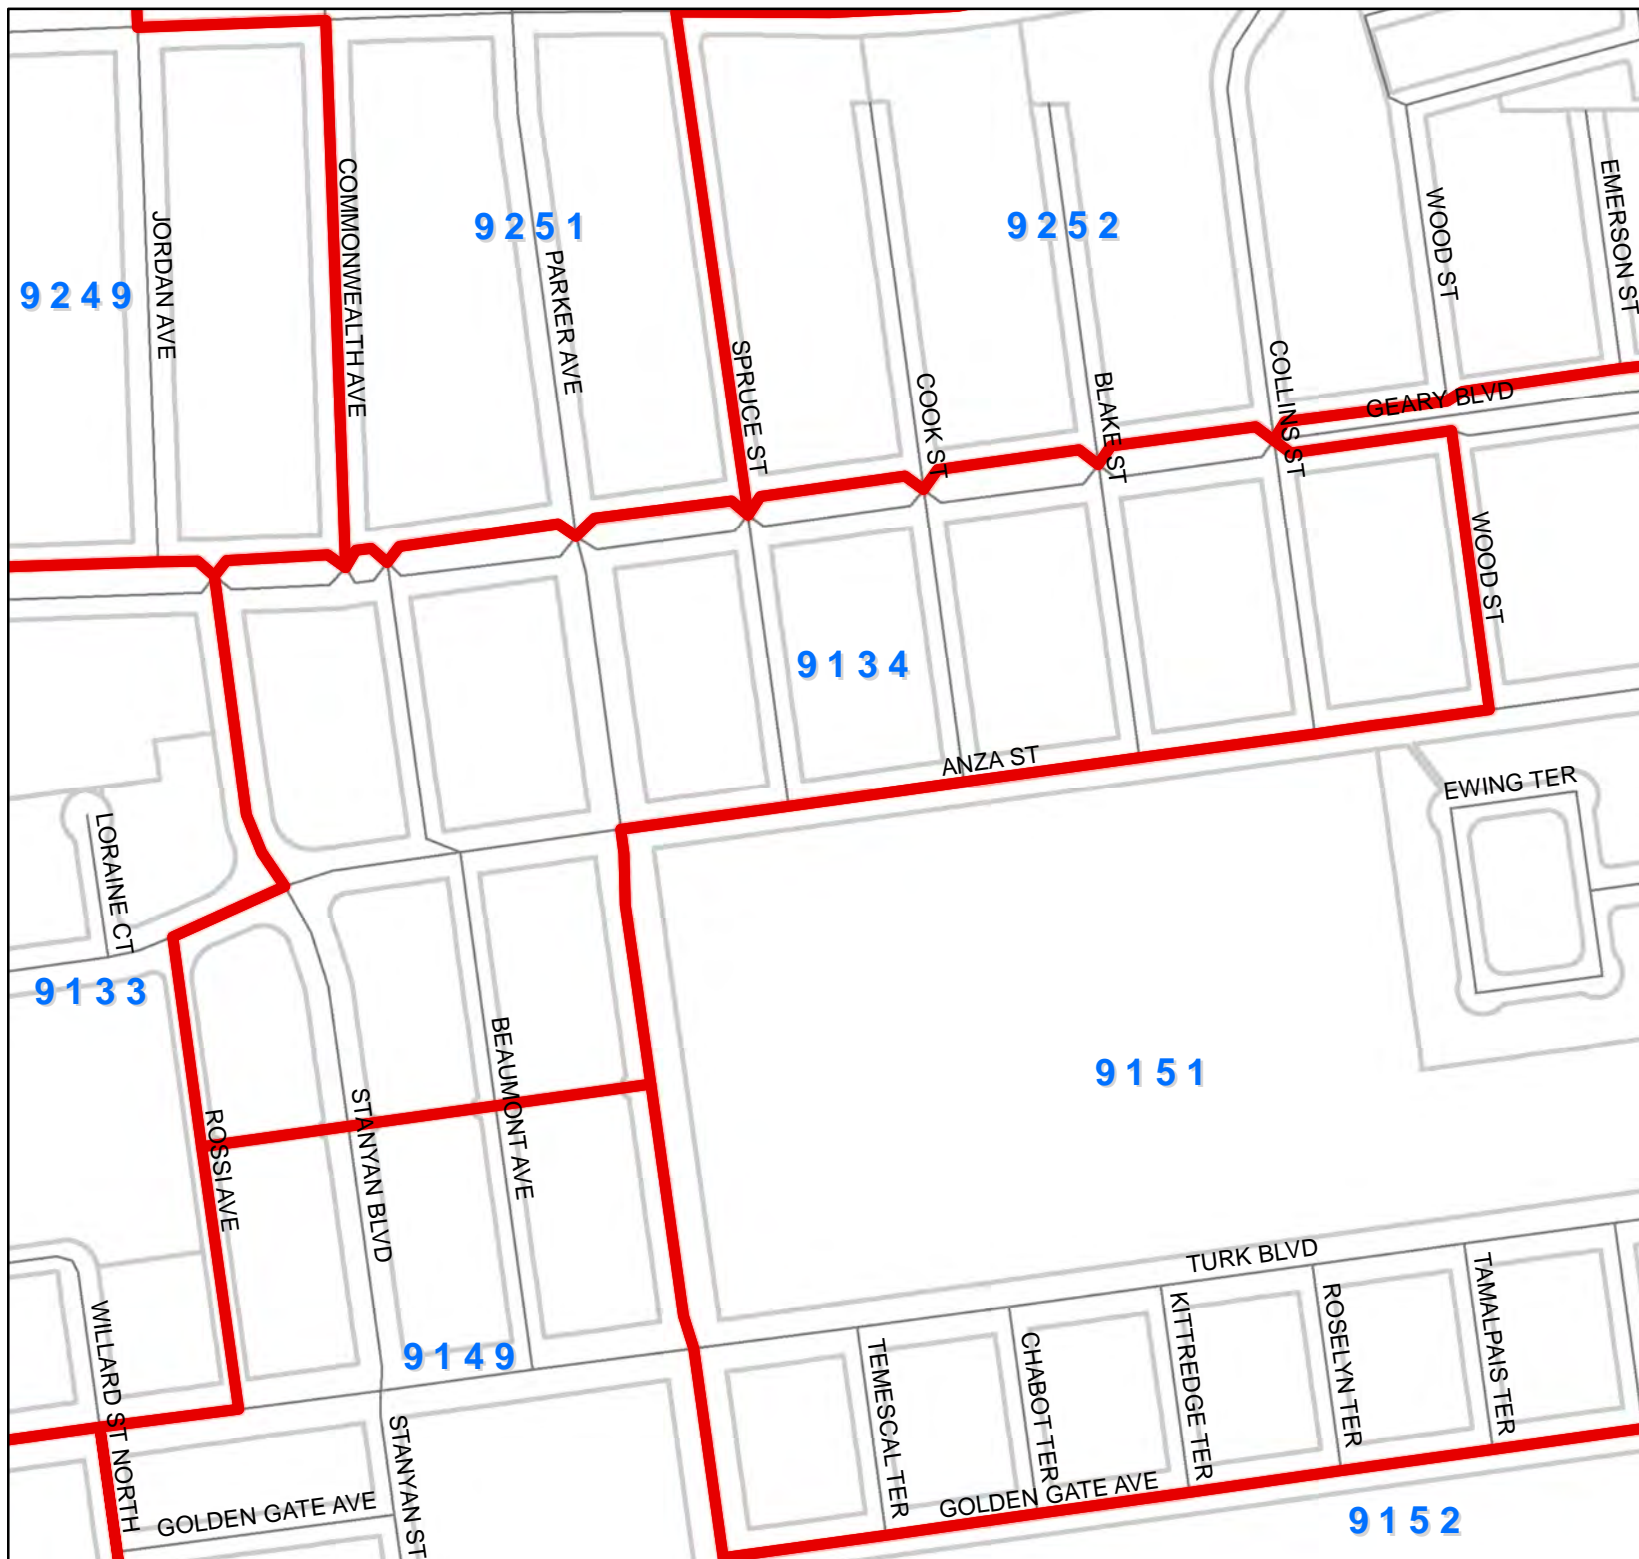 COMMONWEALTH AVE
9251
9252
WOOD ST
EMERSON ST
JORDAN AVE
PARKER AVE
9249
SPRUCE ST
COOK ST
BLAKE ST
COLLINS ST
GEARY BLVD
WOOD ST
9134
ANZA ST
EWING TER
LORAINE CT
9133
BEAUMONT AVE
9151
STANYAN BLVD
ROSSI AVE
TURK BLVD
WILLARD ST NORTH
9149
TEMESCAL TER
CHABOT TER
KITTREDGE TER
ROSELYN TER
TAMALPAIS TER
STANYAN ST
GOLDEN GATE AVE
GOLDEN GATE AVE
9152